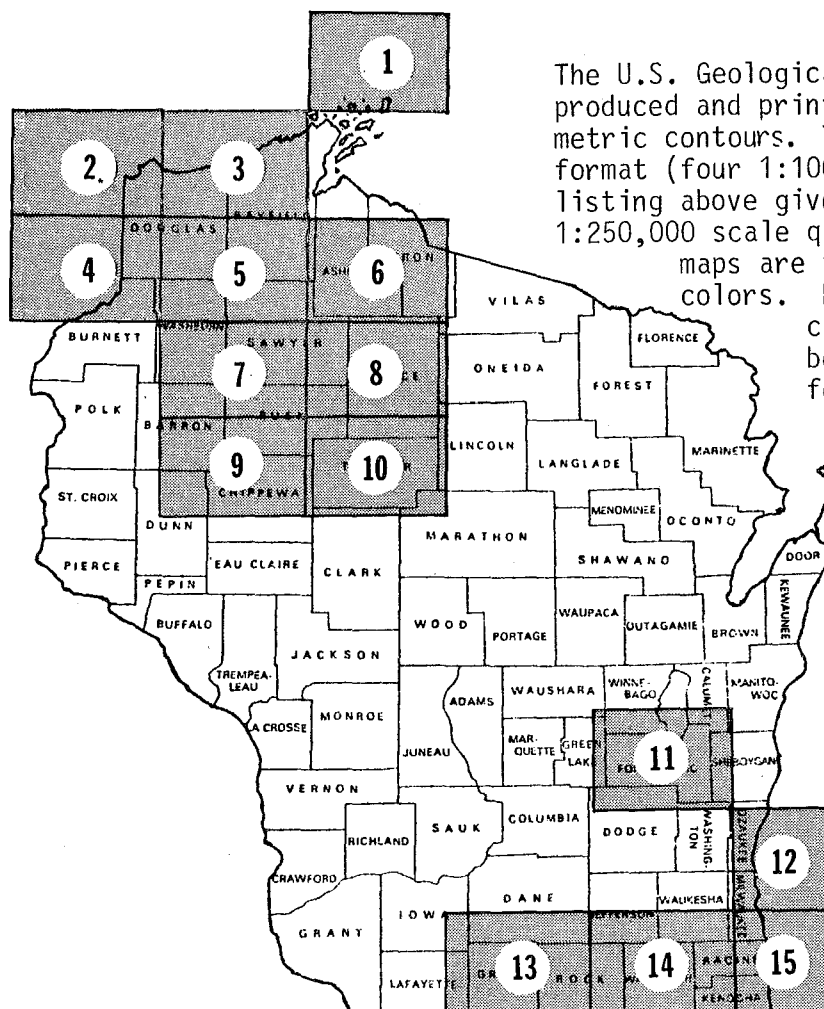 1
The U.S. Geologica
produced and prin
metric contours.
format (four 1:10
listing above give
1:250,000 scale q
maps are
colors.
c
b
f
2.
3
DOUGLAS
4
5
6
VILAS
BURNETT
WASHBURN
SAWYER
FLORENCE
7
8
ONEIDA
FOREST
POLK
BARRON
RUSK
9
10
LINCOLN
LANGLADE
MARINETTE
ST. CROIX
CHIPPEWA
MENOMINEE
OCONTO
DUNN
MARATHON
PIERCE
EAU CLAIRE
CLARK
SHAWANO
DOOR
PEPIN
KEWAUNEE
BUFFALO
WOOD
PORTAGE
WAUPACA
OUTAGAMIE
BROWN
JACKSON
TREMPEA-
LEAU
ADAMS
WAUSHARA
WINNE-
BAGO
CALUMET
MANITO-
WOC
LA CROSSE
MONROE
JUNEAU
MAR-
QUETTE
GREEN
LAKE
11
SHEBOYGAN
VERNON
RICHLAND
SAUK
COLUMBIA
DODGE
WASHING-
TON
OZAUKEE
12
CRAWFORD
IOWA
DANE
JEFFERSON
WAUKESHA
MILWAUKEE
GRANT
LAFAYETTE
13
ROCK
14
RACINE
15
KENOSHA